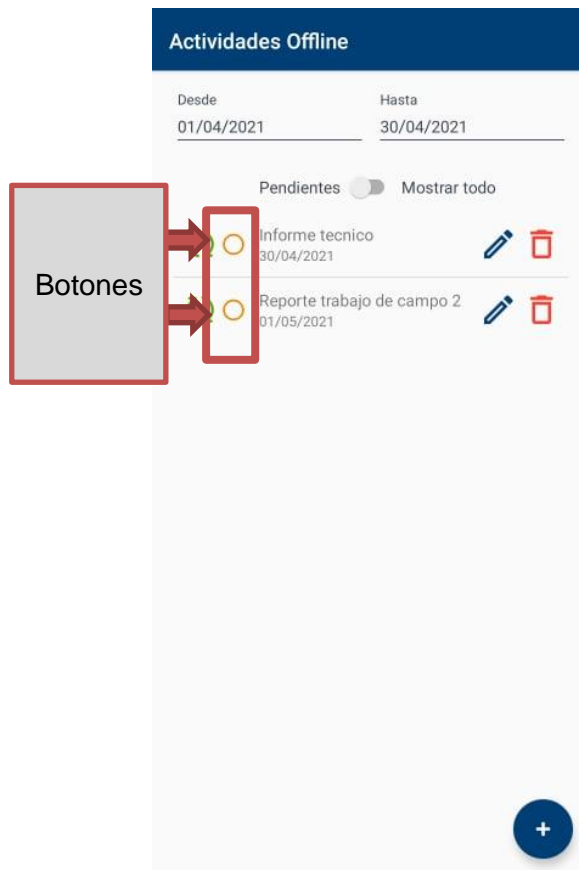 Actividades Offline
Desde
Hasta
01/04/2021
30/04/2021
Pendientes
Mostrar todo
Informe tecnico
30/04/2021
Botones
Reporte trabajo de campo 2
01/05/2021
+